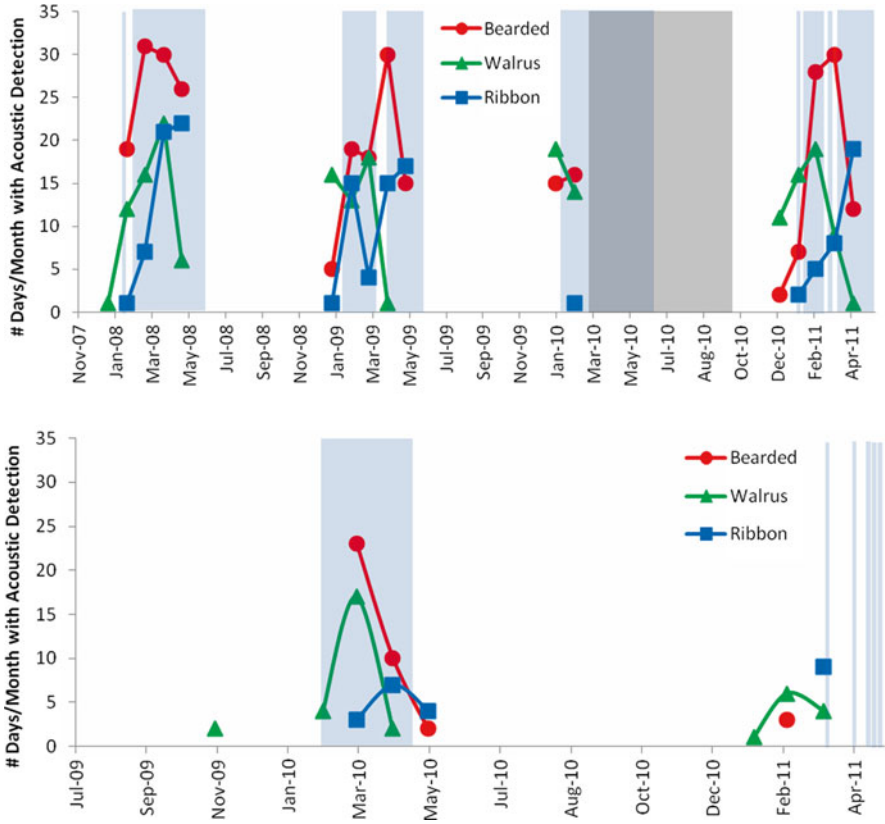 # Days/Month with Acoustic Detection
35
30
25
20
15
10
5
0
Bearded
Walrus
Ribbon
Nov-07
Jan-08
Mar-08
May-08
Jul-08
Sep-08
Nov-08
Jan-09
Mar-09
May-09
Jul-09
Sep-09
Nov-09
Jan-10
Mar-10
May-10
Jul-10
Aug-10
Oct-10
Dec-10
Feb-11
Apr-11
# Days/Month with Acoustic Detection
35
30
25
20
15
10
5
0
Bearded
Walrus
Ribbon
Jul-09
Sep-09
Nov-09
Jan-10
Mar-10
May-10
Aug-10
Oct-10
Dec-10
Feb-11
Apr-11